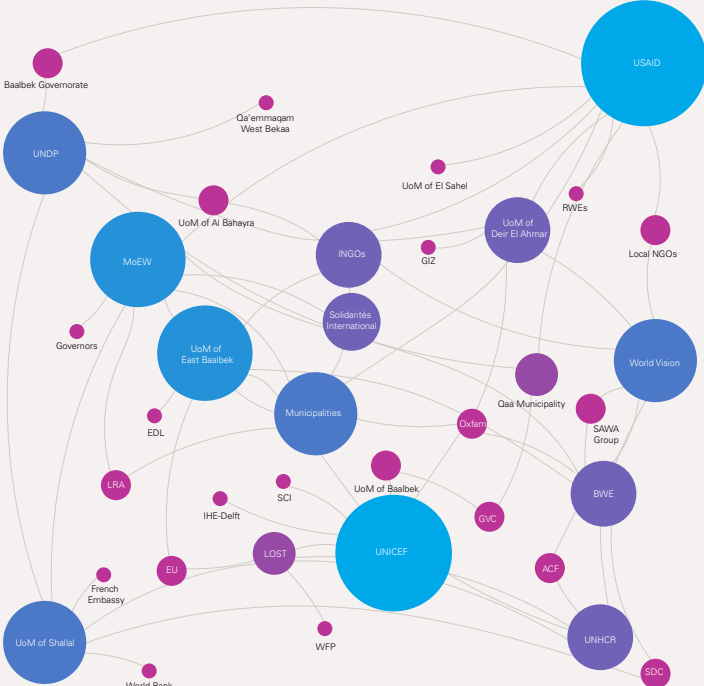 USAID
Baalbek Governorate
Qa'emmaqam
West Bekaa
UNDP
UoM of El Sahel
RWEs
UoM of Al Bahayra
UoM of
Deir El Ahmar
Local NGOs
GIZ
INGOs
MoEW
Solidarités
International
Governors
UoM of
East Baalbek
World Vision
Qaa Municipality
Municipalities
EDL
Oxfam
SAWA
Group
LRA
UoM of Baalbek
SCI
BWE
IHE-Delft
GVC
LOST
UNICEF
EU
ACF
French
Embassy
UoM of Shallal
WFP
UNHCR
SDC
World Bank